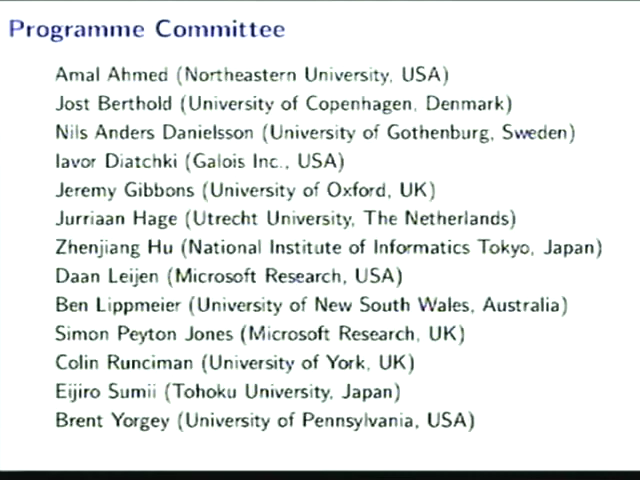 Programme Committee
Amal Ahmed (Northeastern University, USA)
Jost Berthold (University of Copenhagen, Denmark)
Nils Anders Danielsson (University of Gothenburg, Sweden)
Iavor Diatchki (Galois Inc., USA)
Jeremy Gibbons (University of Oxford, UK)
Jurriaan Hage (Utrecht University, The Netherlands)
Zhenjiang Hu (National Institute of Informatics Tokyo, Japan)
Daan Leijen (Microsoft Research, USA)
Ben Lippmeier (University of New South Wales, Australia)
Simon Peyton Jones (Microsoft Research, UK)
Colin Runciman (University of York, UK)
Eijiro Sumii (Tohoku University, Japan)
Brent Yorgey (University of Pennsylvania, USA)